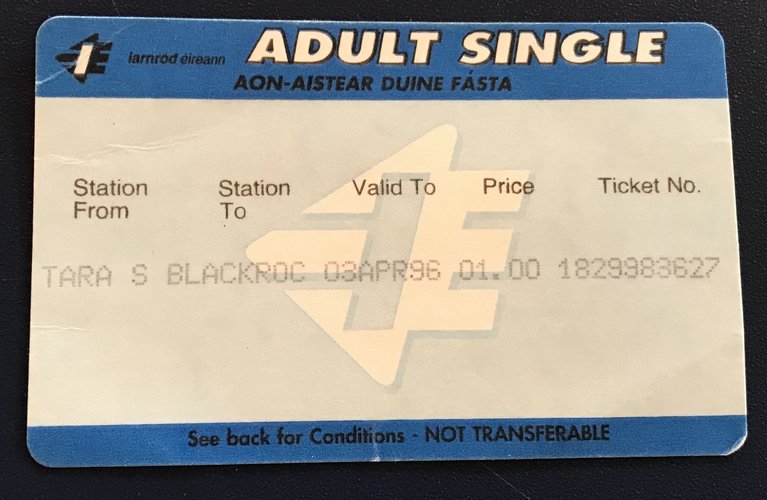 iarnród éireann ADULT SINGLE
AON-AISTEAR DUINE FÁSTA
Station From Station To Valid To Price Ticket No.
TARA S BLACKROC 03APR96 01.00 1829983627
See back for Conditions - NOT TRANSFERABLE